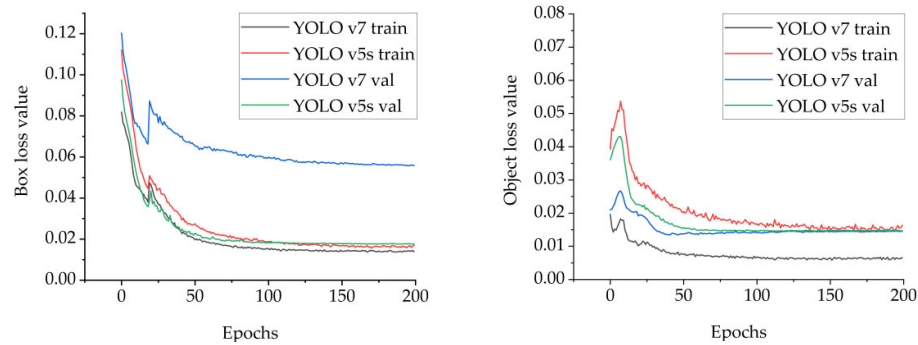 Box loss value
0.12
0.10
0.08
0.06
0.04
0.02
0.00
YOLO v7 train
YOLO v5s train
YOLO v7 val
YOLO v5s val
0 50 100 150 200
Epochs
Object loss value
0.08
0.07
0.06
0.05
0.04
0.03
0.02
0.01
0.00
YOLO v7 train
YOLO v5s train
YOLO v7 val
YOLO v5s val
0 50 100 150 200
Epochs